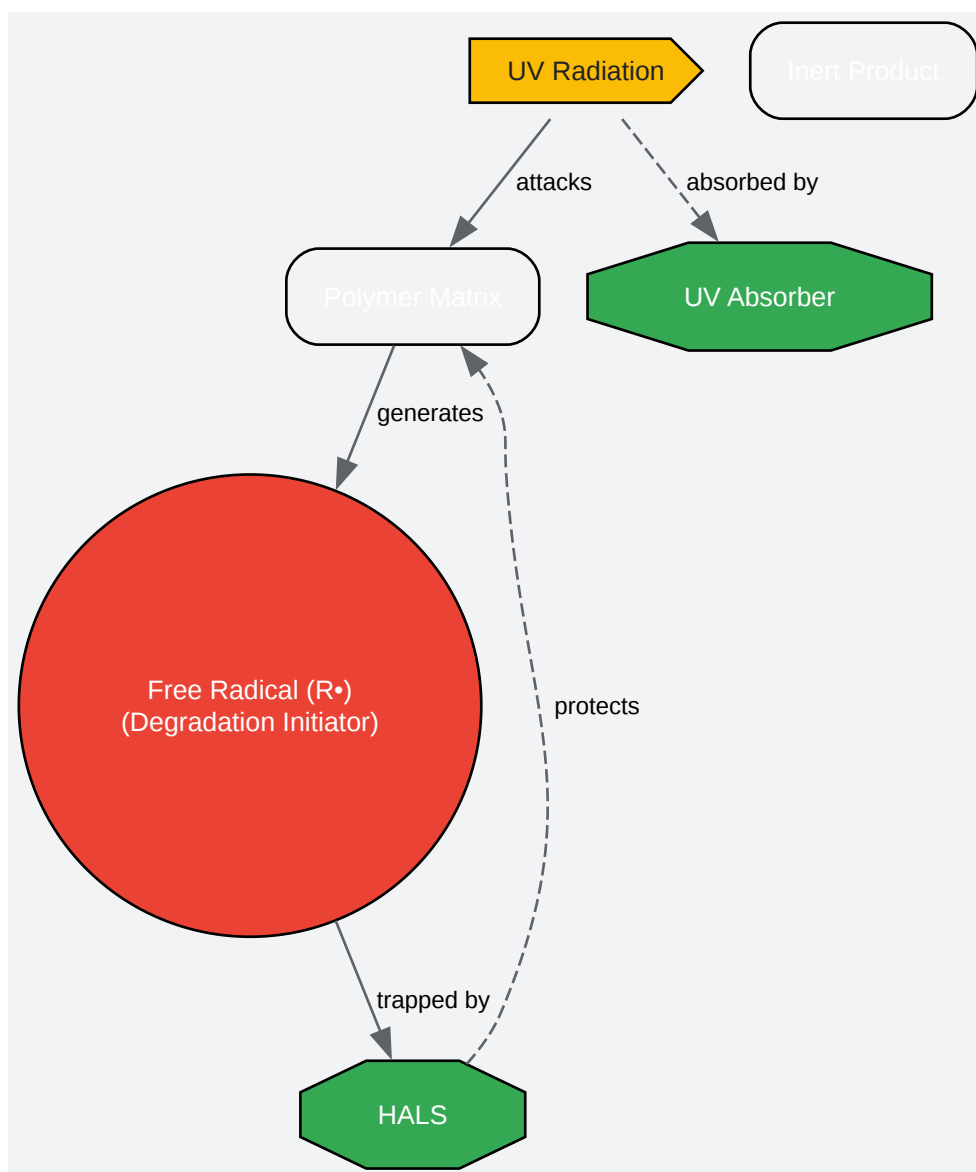 UV Radiation
Inert Product
attacks
absorbed by
Polymer Matrix
UV Absorber
generates
Free Radical (R•)
(Degradation Initiator)
protects
trapped by
HALS